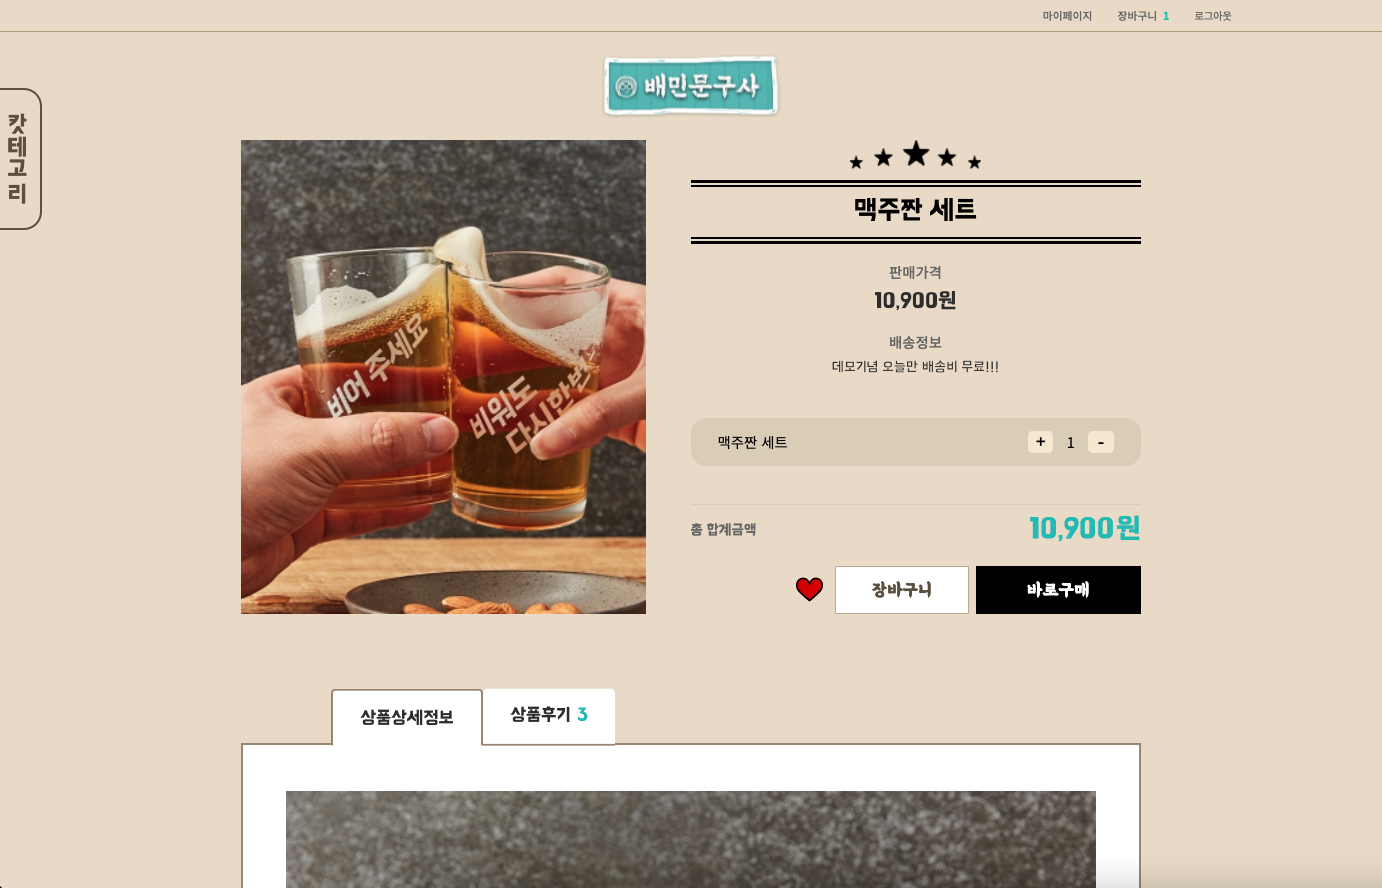 마이페이지 장바구니 1 로그아웃
배민문구사
캇테고리
맥주짠 세트
판매가격
10,900원
배송정보
데모기념 오늘만 배송비 무료!!!
비어 주세요
비워도
다시한번
맥주짠 세트 + 1 -
총 합계금액 10,900원
장바구니 바로구매
상품상세정보 상품후기 3